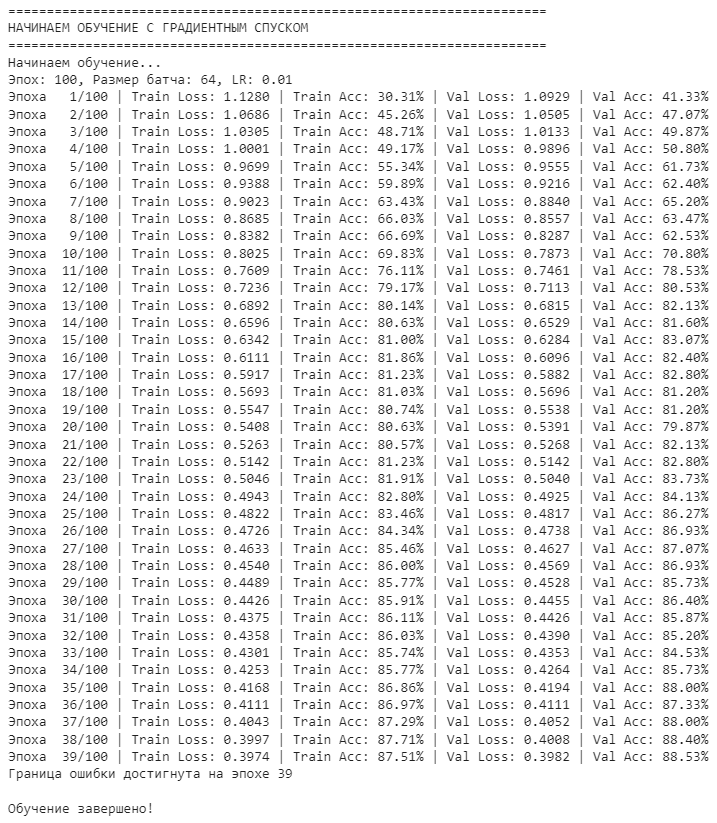 ======================================================================
НАЧИНАЕМ ОБУЧЕНИЕ С ГРАДИЕНТНЫМ СПУСКОМ
======================================================================
Начинаем обучение...
Эпох: 100, Размер батча: 64, LR: 0.01
Эпоха   1/100 | Train Loss: 1.1280 | Train Acc: 30.31% | Val Loss: 1.0929 | Val Acc: 41.33%
Эпоха   2/100 | Train Loss: 1.0686 | Train Acc: 45.26% | Val Loss: 1.0505 | Val Acc: 47.07%
Эпоха   3/100 | Train Loss: 1.0305 | Train Acc: 48.71% | Val Loss: 1.0133 | Val Acc: 49.87%
Эпоха   4/100 | Train Loss: 1.0001 | Train Acc: 49.17% | Val Loss: 0.9896 | Val Acc: 50.80%
Эпоха   5/100 | Train Loss: 0.9699 | Train Acc: 55.34% | Val Loss: 0.9555 | Val Acc: 61.73%
Эпоха   6/100 | Train Loss: 0.9388 | Train Acc: 59.89% | Val Loss: 0.9216 | Val Acc: 62.40%
Эпоха   7/100 | Train Loss: 0.9023 | Train Acc: 63.43% | Val Loss: 0.8840 | Val Acc: 65.20%
Эпоха   8/100 | Train Loss: 0.8685 | Train Acc: 66.03% | Val Loss: 0.8557 | Val Acc: 63.47%
Эпоха   9/100 | Train Loss: 0.8382 | Train Acc: 66.69% | Val Loss: 0.8287 | Val Acc: 62.53%
Эпоха  10/100 | Train Loss: 0.8025 | Train Acc: 69.83% | Val Loss: 0.7873 | Val Acc: 70.80%
Эпоха  11/100 | Train Loss: 0.7609 | Train Acc: 76.11% | Val Loss: 0.7461 | Val Acc: 78.53%
Эпоха  12/100 | Train Loss: 0.7236 | Train Acc: 79.17% | Val Loss: 0.7113 | Val Acc: 80.53%
Эпоха  13/100 | Train Loss: 0.6892 | Train Acc: 80.14% | Val Loss: 0.6815 | Val Acc: 82.13%
Эпоха  14/100 | Train Loss: 0.6596 | Train Acc: 80.63% | Val Loss: 0.6529 | Val Acc: 81.60%
Эпоха  15/100 | Train Loss: 0.6342 | Train Acc: 81.00% | Val Loss: 0.6284 | Val Acc: 83.07%
Эпоха  16/100 | Train Loss: 0.6111 | Train Acc: 81.86% | Val Loss: 0.6096 | Val Acc: 82.40%
Эпоха  17/100 | Train Loss: 0.5917 | Train Acc: 81.23% | Val Loss: 0.5882 | Val Acc: 82.80%
Эпоха  18/100 | Train Loss: 0.5693 | Train Acc: 81.03% | Val Loss: 0.5696 | Val Acc: 81.20%
Эпоха  19/100 | Train Loss: 0.5547 | Train Acc: 80.74% | Val Loss: 0.5538 | Val Acc: 81.20%
Эпоха  20/100 | Train Loss: 0.5408 | Train Acc: 80.63% | Val Loss: 0.5391 | Val Acc: 79.87%
Эпоха  21/100 | Train Loss: 0.5263 | Train Acc: 80.57% | Val Loss: 0.5268 | Val Acc: 82.13%
Эпоха  22/100 | Train Loss: 0.5142 | Train Acc: 81.23% | Val Loss: 0.5142 | Val Acc: 82.80%
Эпоха  23/100 | Train Loss: 0.5046 | Train Acc: 81.91% | Val Loss: 0.5040 | Val Acc: 83.73%
Эпоха  24/100 | Train Loss: 0.4943 | Train Acc: 82.80% | Val Loss: 0.4925 | Val Acc: 84.13%
Эпоха  25/100 | Train Loss: 0.4822 | Train Acc: 83.46% | Val Loss: 0.4817 | Val Acc: 86.27%
Эпоха  26/100 | Train Loss: 0.4726 | Train Acc: 84.34% | Val Loss: 0.4738 | Val Acc: 86.93%
Эпоха  27/100 | Train Loss: 0.4633 | Train Acc: 85.46% | Val Loss: 0.4627 | Val Acc: 87.07%
Эпоха  28/100 | Train Loss: 0.4540 | Train Acc: 86.00% | Val Loss: 0.4569 | Val Acc: 86.93%
Эпоха  29/100 | Train Loss: 0.4489 | Train Acc: 85.77% | Val Loss: 0.4528 | Val Acc: 85.73%
Эпоха  30/100 | Train Loss: 0.4426 | Train Acc: 85.91% | Val Loss: 0.4455 | Val Acc: 86.40%
Эпоха  31/100 | Train Loss: 0.4375 | Train Acc: 86.11% | Val Loss: 0.4426 | Val Acc: 85.87%
Эпоха  32/100 | Train Loss: 0.4358 | Train Acc: 86.03% | Val Loss: 0.4390 | Val Acc: 85.20%
Эпоха  33/100 | Train Loss: 0.4301 | Train Acc: 85.74% | Val Loss: 0.4353 | Val Acc: 84.53%
Эпоха  34/100 | Train Loss: 0.4253 | Train Acc: 85.77% | Val Loss: 0.4264 | Val Acc: 85.73%
Эпоха  35/100 | Train Loss: 0.4168 | Train Acc: 86.86% | Val Loss: 0.4194 | Val Acc: 88.00%
Эпоха  36/100 | Train Loss: 0.4111 | Train Acc: 86.97% | Val Loss: 0.4111 | Val Acc: 87.33%
Эпоха  37/100 | Train Loss: 0.4043 | Train Acc: 87.29% | Val Loss: 0.4052 | Val Acc: 88.00%
Эпоха  38/100 | Train Loss: 0.3997 | Train Acc: 87.71% | Val Loss: 0.4008 | Val Acc: 88.40%
Эпоха  39/100 | Train Loss: 0.3974 | Train Acc: 87.51% | Val Loss: 0.3982 | Val Acc: 88.53%
Граница ошибки достигнута на эпохе 39
Обучение завершено!